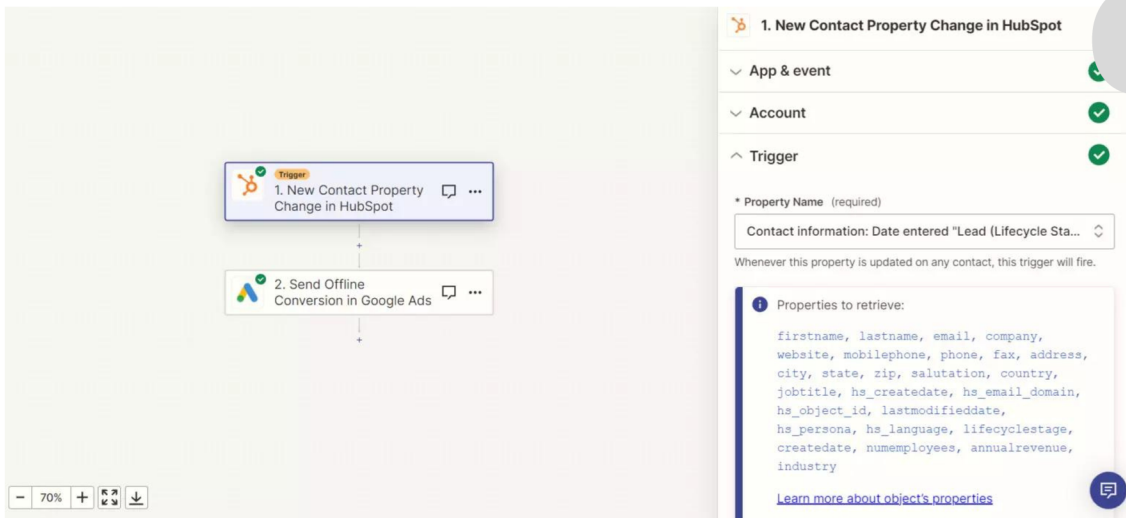 Trigger
1. New Contact Property
Change in HubSpot
2. Send Offline
Conversion in Google Ads
70%
1. New Contact Property Change in HubSpot
App & event
Account
Trigger
* Property Name (required)
Contact information: Date entered "Lead (Lifecycle Sta...
Whenever this property is updated on any contact, this trigger will fire.
Properties to retrieve:
firstname, lastname, email, company,
website, mobilephone, phone, fax, address,
city, state, zip, salutation, country,
jobtitle, hs_createdate, hs_email_domain,
hs_object_id, lastmodifieddate,
hs_persona, hs_language, lifecyclestage,
createdate, numemployees, annualrevenue,
industry
Learn more about object's properties